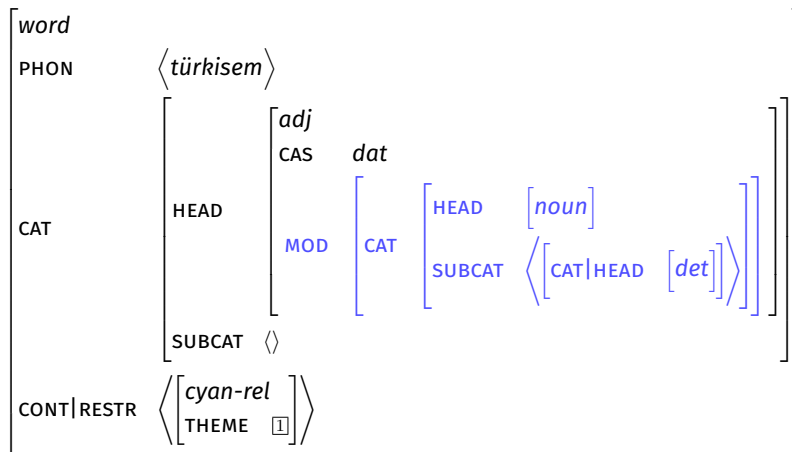 word
PHON ⟨türkisem⟩
adj
CAS dat
HEAD [noun]
HEAD
CAT
MOD
CAT
SUBCAT ⟨[CAT|HEAD [det]]⟩
SUBCAT ⟨⟩
cyan-rel
CONT|RESTR
THEME 1